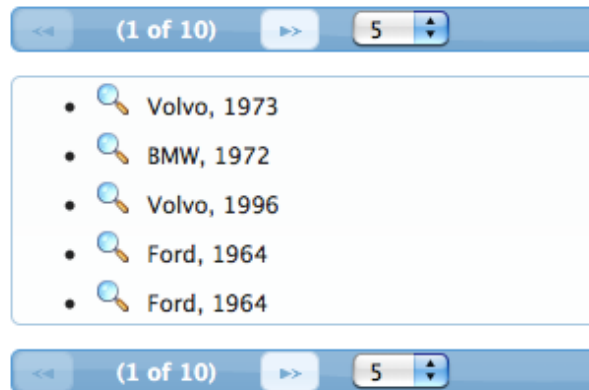 (1 of 10) 5
Volvo, 1973
BMW, 1972
Volvo, 1996
Ford, 1964
Ford, 1964
(1 of 10) 5